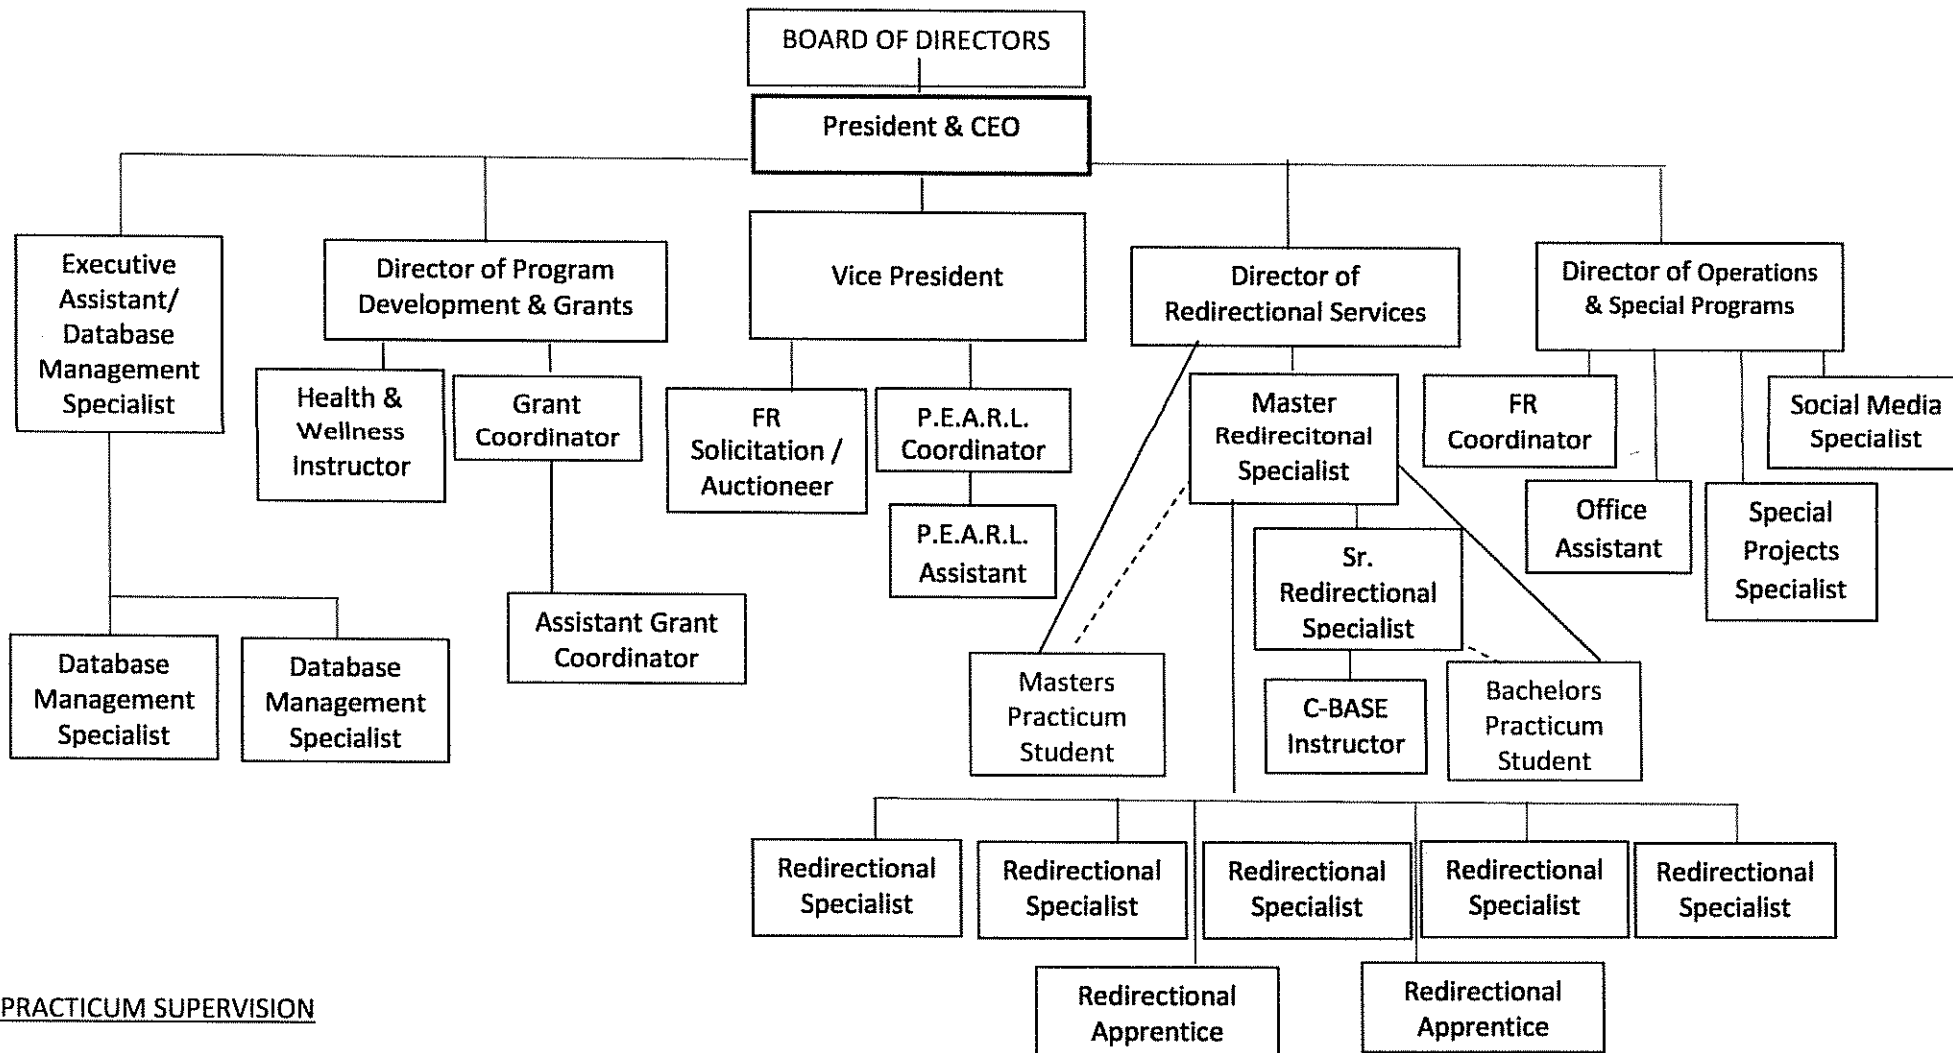 BOARD OF DIRECTORS
President & CEO
Executive
Assistant/
Database
Management
Specialist
Director of Program
Development & Grants
Vice President
Director of
Redirectional Services
Director of Operations
& Special Programs
Health &
Wellness
Instructor
Grant
Coordinator
FR
Solicitation /
Auctioneer
P.E.A.R.L.
Coordinator
Master
Redirecitonal
Specialist
FR
Coordinator
Social Media
Specialist
P.E.A.R.L.
Assistant
Office
Assistant
Special
Projects
Specialist
Sr.
Redirectional
Specialist
Assistant Grant
Coordinator
Database
Management
Specialist
Database
Management
Specialist
Masters
Practicum
Student
C-BASE
Instructor
Bachelors
Practicum
Student
Redirectional
Specialist
Redirectional
Specialist
Redirectional
Specialist
Redirectional
Specialist
Redirectional
Specialist
Redirectional
Apprentice
Redirectional
Apprentice
PRACTICUM SUPERVISION